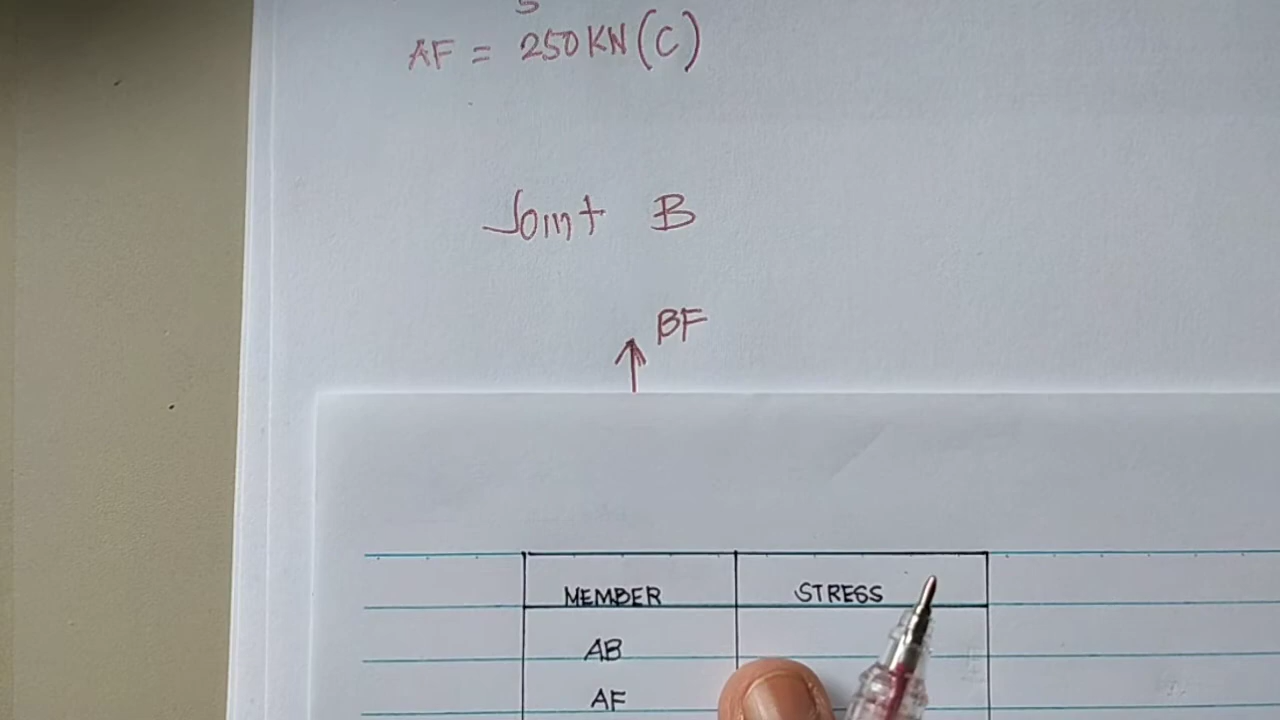 AF = 250 KN (C)
Joint B
BF
MEMBER STRESS
AB
AF